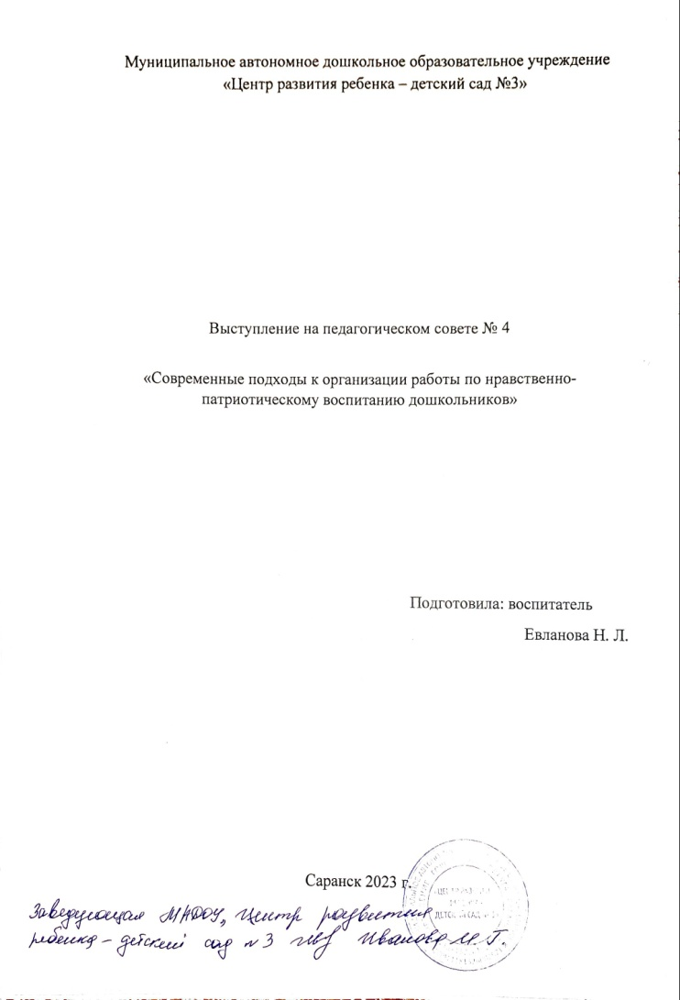 Муниципальное автономное дошкольное образовательное учреждение
«Центр развития ребенка – детский сад №3»
Выступление на педагогическом совете № 4
«Современные подходы к организации работы по нравственно-
патриотическому воспитанию дошкольников»
Подготовила: воспитатель
Евланова Н. Л.
Саранск 2023 г.
Заведующая МАДОУ „Центр развития
ребенка – детский сад № 3 Иванова М. Г.